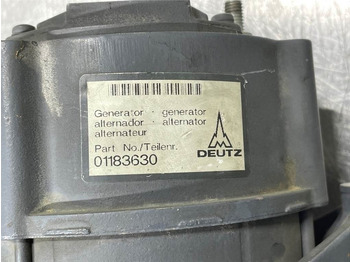 Generator · generator
alternador · alternator
alternateur
Part No./Teilenr.
01183630
DEUTZ